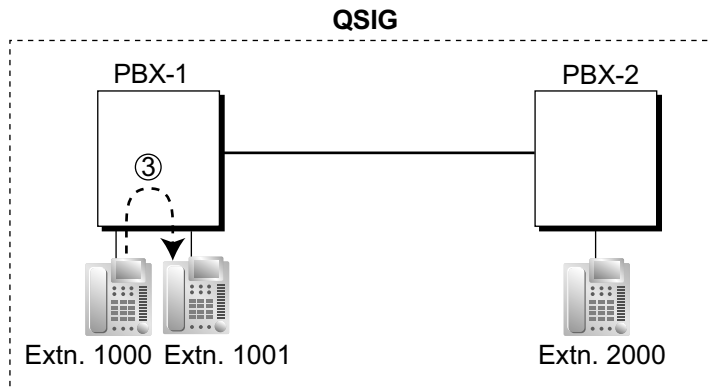 QSIG
PBX-1
PBX-2
③
Extn. 1000
Extn. 1001
Extn. 2000